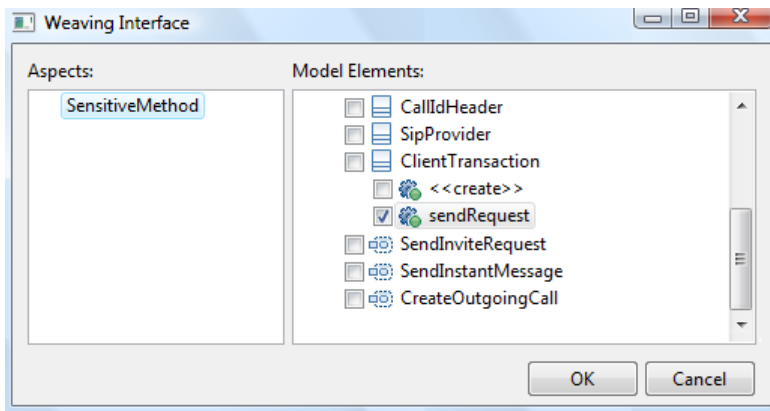 Weaving Interface
Aspects:
Model Elements:
SensitiveMethod
CallIdHeader
SipProvider
ClientTransaction
<<create>>
sendRequest
SendInviteRequest
SendInstantMessage
CreateOutgoingCall
OK
Cancel